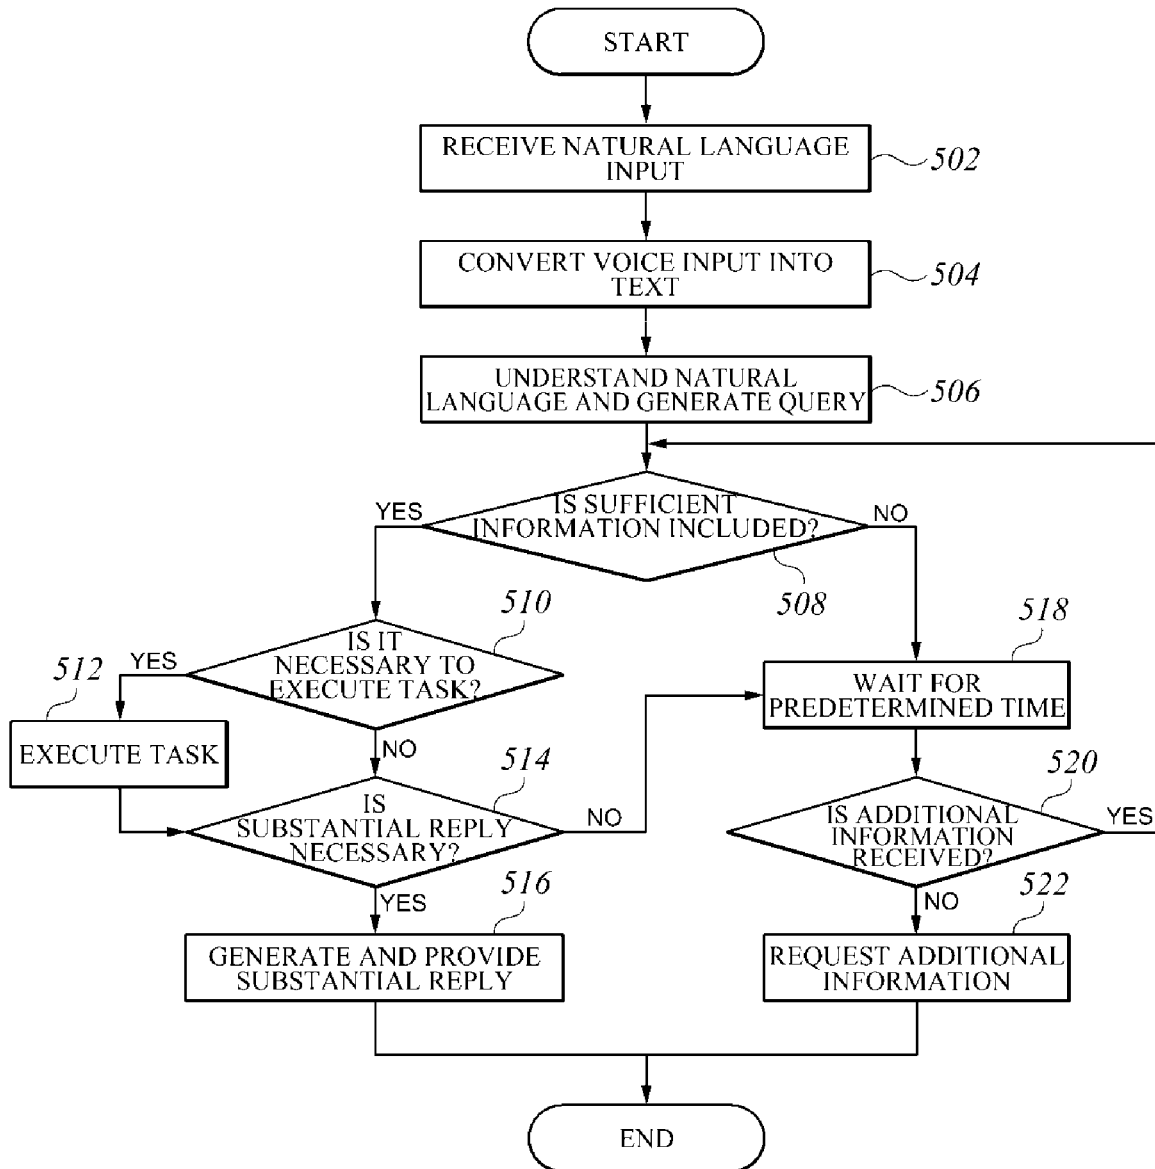 START
RECEIVE NATURAL LANGUAGE
INPUT
502
CONVERT VOICE INPUT INTO
TEXT
504
UNDERSTAND NATURAL
LANGUAGE AND GENERATE QUERY
506
IS SUFFICIENT
INFORMATION INCLUDED?
YES
NO
508
510
IS IT
NECESSARY TO
EXECUTE TASK?
YES
NO
512
EXECUTE TASK
518
WAIT FOR
PREDETERMINED TIME
514
IS
SUBSTANTIAL REPLY
NECESSARY?
NO
YES
520
IS ADDITIONAL
INFORMATION
RECEIVED?
YES
NO
516
GENERATE AND PROVIDE
SUBSTANTIAL REPLY
522
REQUEST ADDITIONAL
INFORMATION
END